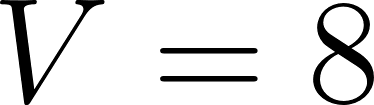 V = 8